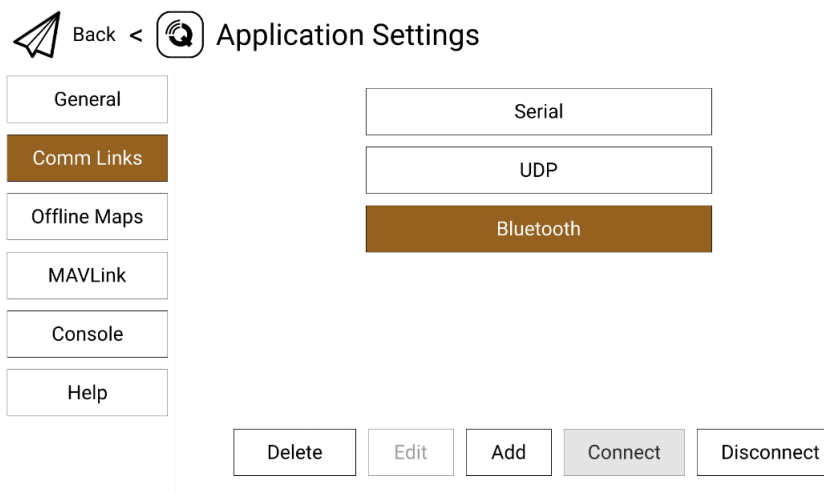 Back < Application Settings
General
Comm Links
Offline Maps
MAVLink
Console
Help
Serial
UDP
Bluetooth
Delete Edit Add Connect Disconnect